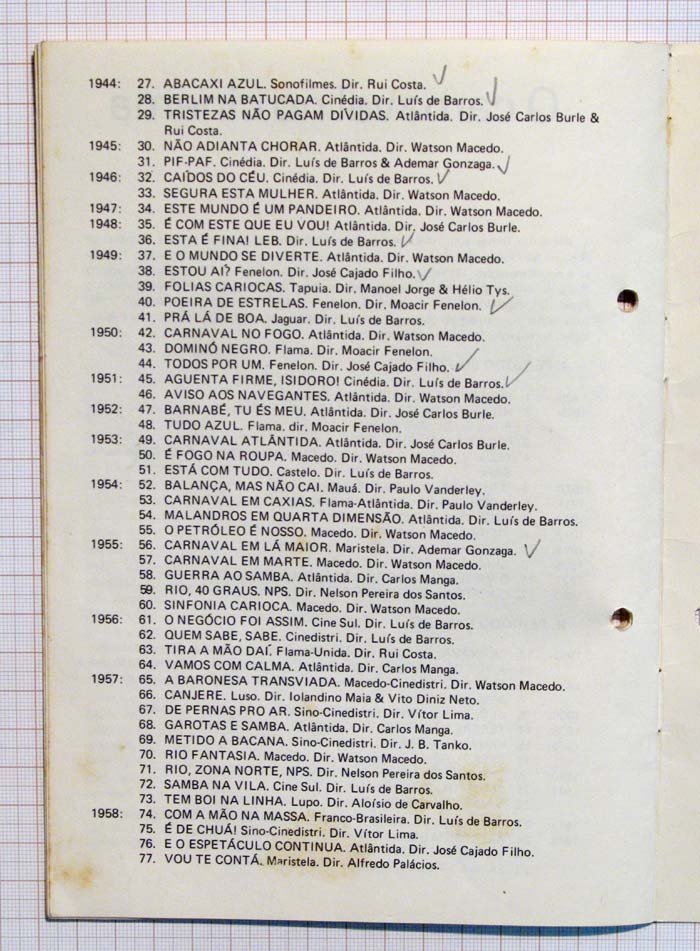 1944: 27. ABACAXI AZUL. Sonofilmes. Dir. Rui Costa.
28. BERLIM NA BATUCADA. Cinédia. Dir. Luís de Barros.
29. TRISTEZAS NÃO PAGAM DÍVIDAS. Atlântida. Dir. José Carlos Burle &
Rui Costa.
1945: 30. NÃO ADIANTA CHORAR. Atlântida. Dir. Watson Macedo.
31. PIF-PAF. Cinédia. Dir. Luís de Barros & Ademar Gonzaga.
1946: 32. CAÍDOS DO CÉU. Cinédia. Dir. Luís de Barros.
33. SEGURA ESTA MULHER. Atlântida. Dir. Watson Macedo.
1947: 34. ESTE MUNDO É UM PANDEIRO. Atlântida. Dir. Watson Macedo.
1948: 35. É COM ESTE QUE EU VOU! Atlântida. Dir. José Carlos Burle.
36. ESTA É FINA! LEB. Dir. Luís de Barros.
1949: 37. E O MUNDO SE DIVERTE. Atlântida. Dir. Watson Macedo.
38. ESTOU AI? Fenelon. Dir. José Cajado Filho.
39. FOLIAS CARIOCAS. Tapuia. Dir. Manoel Jorge & Hélio Tys.
40. POEIRA DE ESTRELAS. Fenelon. Dir. Moacir Fenelon.
41. PRÁ LÁ DE BOA. Jaguar. Dir. Luís de Barros.
1950: 42. CARNAVAL NO FOGO. Atlântida. Dir. Watson Macedo.
43. DOMINÓ NEGRO. Flama. Dir. Moacir Fenelon.
44. TODOS POR UM. Fenelon. Dir. José Cajado Filho.
1951: 45. AGUENTA FIRME, ISIDORO! Cinédia. Dir. Luís de Barros.
46. AVISO AOS NAVEGANTES. Atlântida. Dir. Watson Macedo.
1952: 47. BARNABÉ, TU ÉS MEU. Atlântida. Dir. José Carlos Burle.
48. TUDO AZUL. Flama. dir. Moacir Fenelon.
1953: 49. CARNAVAL ATLÂNTIDA. Atlântida. Dir. José Carlos Burle.
50. É FOGO NA ROUPA. Macedo. Dir. Watson Macedo.
51. ESTÁ COM TUDO. Castelo. Dir. Luís de Barros.
1954: 52. BALANÇA, MAS NÃO CAI. Mauá. Dir. Paulo Vanderley.
53. CARNAVAL EM CAXIAS. Flama-Atlântida. Dir. Paulo Vanderley.
54. MALANDROS EM QUARTA DIMENSÃO. Atlântida. Dir. Luís de Barros.
55. O PETRÓLEO É NOSSO. Macedo. Dir. Watson Macedo.
1955: 56. CARNAVAL EM LÁ MAIOR. Maristela. Dir. Ademar Gonzaga.
57. CARNAVAL EM MARTE. Macedo. Dir. Watson Macedo.
58. GUERRA AO SAMBA. Atlântida. Dir. Carlos Manga.
59. RIO, 40 GRAUS. NPS. Dir. Nelson Pereira dos Santos.
60. SINFONIA CARIOCA. Macedo. Dir. Watson Macedo.
1956: 61. O NEGÓCIO FOI ASSIM. Cine Sul. Dir. Luís de Barros.
62. QUEM SABE, SABE. Cinedistri. Dir. Luís de Barros.
63. TIRA A MÃO DAÍ. Flama-Unida. Dir. Rui Costa.
64. VAMOS COM CALMA. Atlântida. Dir. Carlos Manga.
1957: 65. A BARONESA TRANSVIADA. Macedo-Cinedistri. Dir. Watson Macedo.
66. CANJERE. Luso. Dir. Iolandino Maia & Vito Diniz Neto.
67. DE PERNAS PRO AR. Sino-Cinedistri. Dir. Vítor Lima.
68. GAROTAS E SAMBA. Atlântida. Dir. Carlos Manga.
69. METIDO A BACANA. Sino-Cinedistri. Dir. J. B. Tanko.
70. RIO FANTASIA. Macedo. Dir. Watson Macedo.
71. RIO, ZONA NORTE, NPS. Dir. Nelson Pereira dos Santos.
72. SAMBA NA VILA. Cine Sul. Dir. Luís de Barros.
73. TEM BOI NA LINHA. Lupo. Dir. Aloísio de Carvalho.
1958: 74. COM A MÃO NA MASSA. Franco-Brasileira. Dir. Luís de Barros.
75. É DE CHUÁ! Sino-Cinedistri. Dir. Vítor Lima.
76. E O ESPETÁCULO CONTINUA. Atlântida. Dir. José Cajado Filho.
77. VOU TE CONTÁ. Maristela. Dir. Alfredo Palácios.